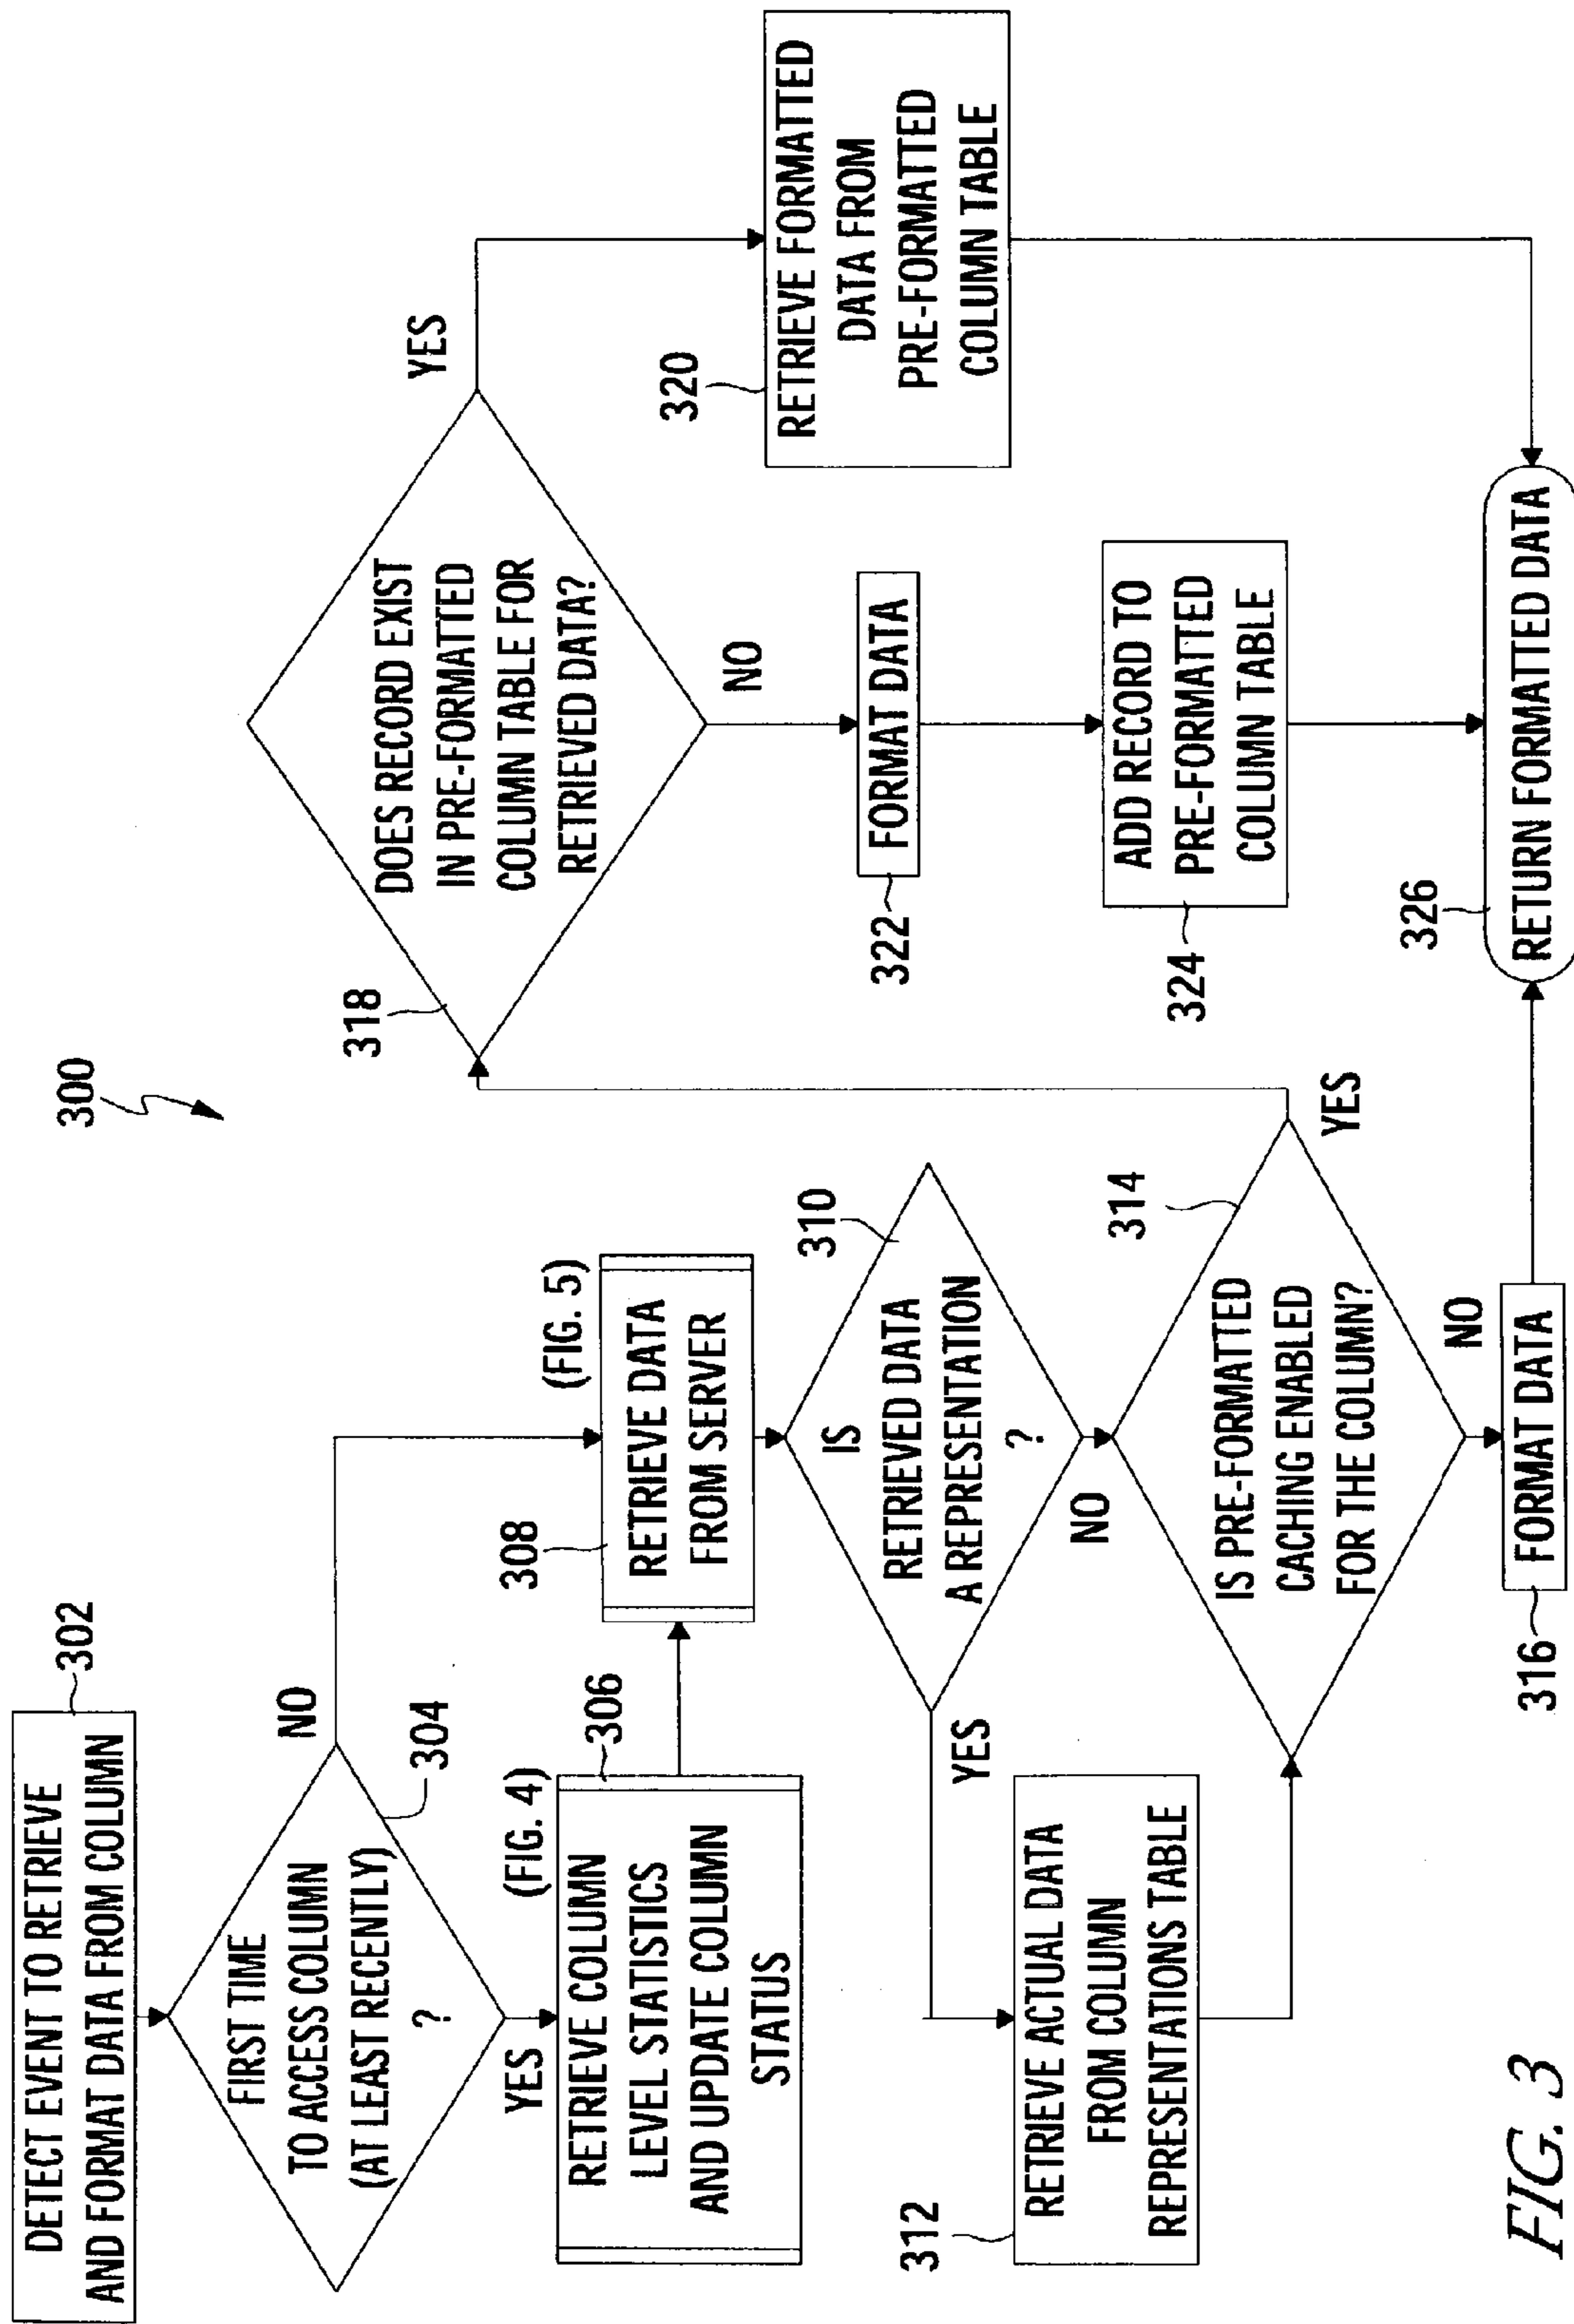 300
DETECT EVENT TO RETRIEVE
AND FORMAT DATA FROM COLUMN
302
FIRST TIME
TO ACCESS COLUMN
(AT LEAST RECENTLY)
?
304
NO
YES
(FIG. 4)
RETRIEVE COLUMN
LEVEL STATISTICS
AND UPDATE COLUMN
STATUS
306
(FIG. 5)
308
RETRIEVE DATA
FROM SERVER
310
IS
RETRIEVED DATA
A REPRESENTATION
?
YES
NO
312
RETRIEVE ACTUAL DATA
FROM COLUMN
REPRESENTATIONS TABLE
314
IS PRE-FORMATTED
CACHING ENABLED
FOR THE COLUMN?
YES
NO
316
FORMAT DATA
318
DOES RECORD EXIST
IN PRE-FORMATTED
COLUMN TABLE FOR
RETRIEVED DATA?
YES
NO
320
RETRIEVE FORMATTED
DATA FROM
PRE-FORMATTED
COLUMN TABLE
322
FORMAT DATA
324
ADD RECORD TO
PRE-FORMATTED
COLUMN TABLE
326
RETURN FORMATTED DATA
FIG. 3